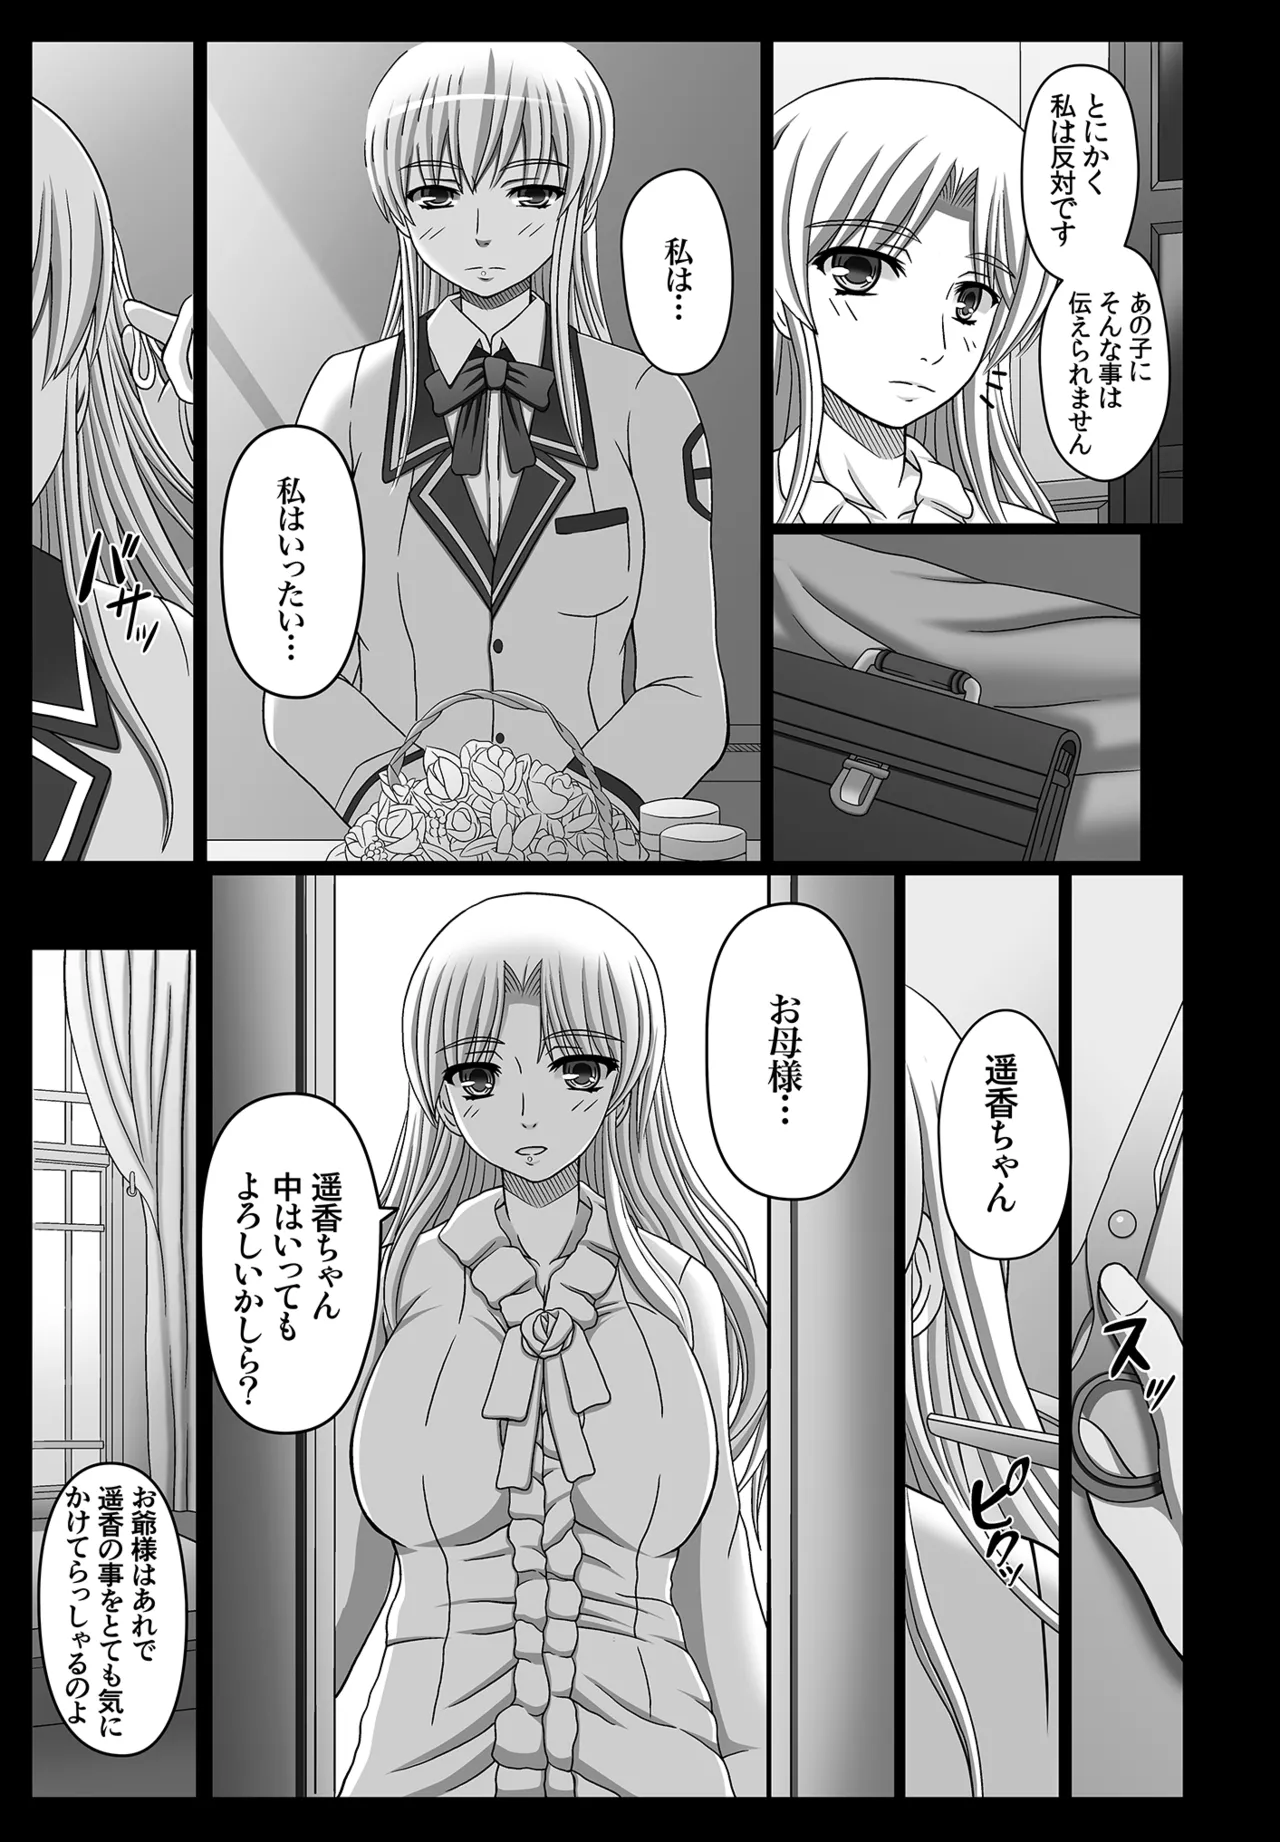 とにかく
私は反対です
あの子に
そんな事は
伝えられません
私は…
私はいったい…
バサッ
スッ
遥香ちゃん
ピクッ
お母様…
遥香ちゃん
中はいっても
よろしいかしら?
お爺様はあれで
遥香の事をとても気に
かけてらっしゃるのよ